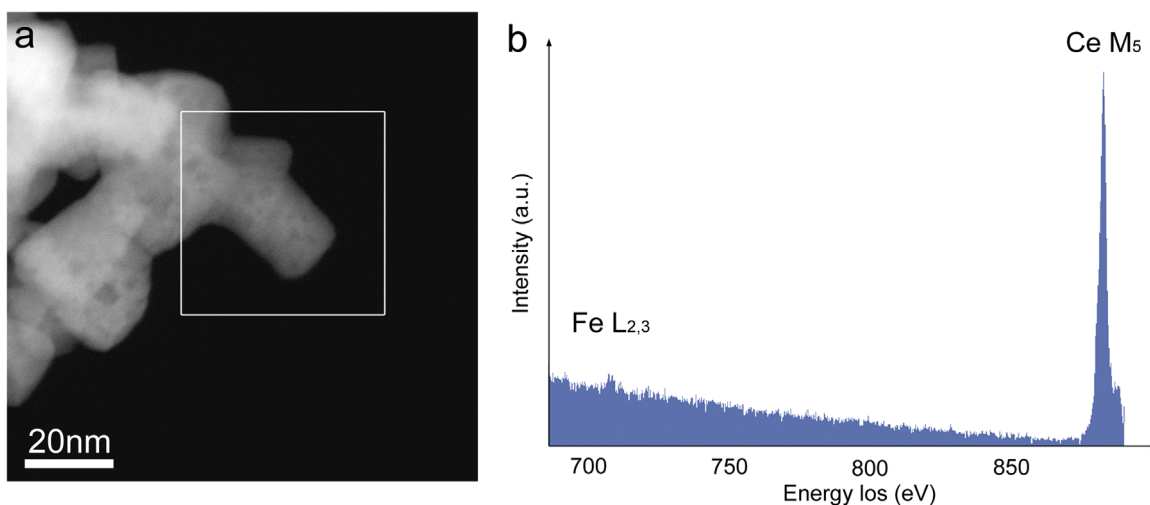 a
20nm
b
Ce M5
Fe L2,3
Intensity (a.u.)
700 750 800 850
Energy los (eV)